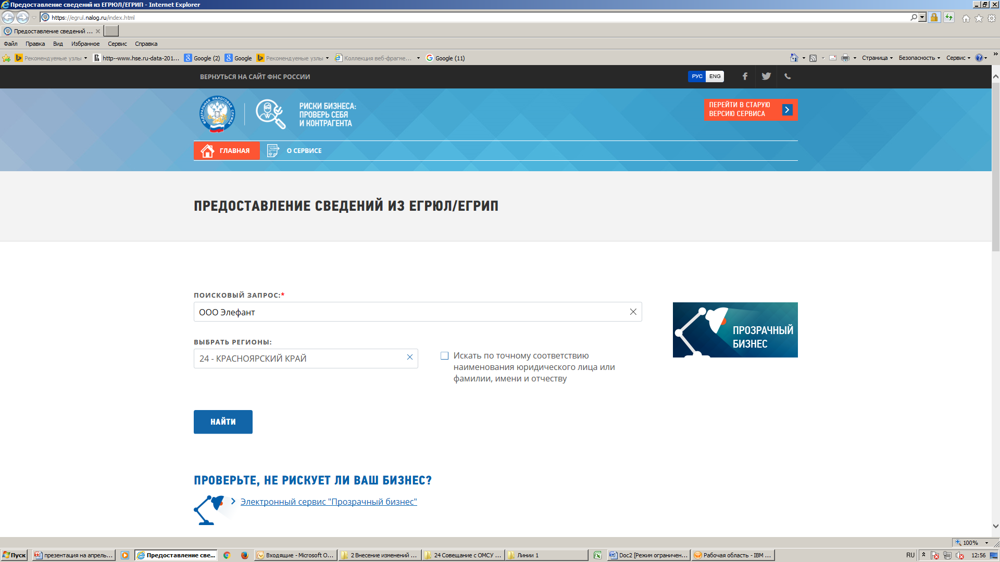 Предоставление сведений из ЕГРЮЛ/ЕГРИП - Internet Explorer
https://egrul.nalog.ru/index.html
Предоставление сведений ...
Файл Правка Вид Избранное Сервис Справка
Рекомендуемые узлы http--www.hse.ru-data-201... Google (2) Google Рекомендуемые узлы Коллекция веб-фрагме... Google (11) Страница Безопасность Сервис
ВЕРНУТЬСЯ НА САЙТ ФНС РОССИИ РУС ENG
ФЕДЕРАЛЬНАЯ НАЛОГОВАЯ СЛУЖБА
РИСКИ БИЗНЕСА:
ПРОВЕРЬ СЕБЯ
И КОНТРАГЕНТА
ПЕРЕЙТИ В СТАРУЮ
ВЕРСИЮ СЕРВИСА
ГЛАВНАЯ О СЕРВИСЕ
ПРЕДОСТАВЛЕНИЕ СВЕДЕНИЙ ИЗ ЕГРЮЛ/ЕГРИП
ПОИСКОВЫЙ ЗАПРОС:*
ООО Элефант
ВЫБРАТЬ РЕГИОНЫ:
24 - КРАСНОЯРСКИЙ КРАЙ
Искать по точному соответствию
наименования юридического лица или
фамилии, имени и отчеству
ПРОЗРАЧНЫЙ
БИЗНЕС
НАЙТИ
ПРОВЕРЬТЕ, НЕ РИСКУЕТ ЛИ ВАШ БИЗНЕС?
Электронный сервис "Прозрачный бизнес"
100%
Пуск презентация на апрель... Предоставление све... Входящие - Microsoft O... 2 Внесение изменений ... 24 Совещание с ОМСУ ... Линии 1 Doc2 [Режим ограничен... Рабочая область - IBM ... RU 12:56